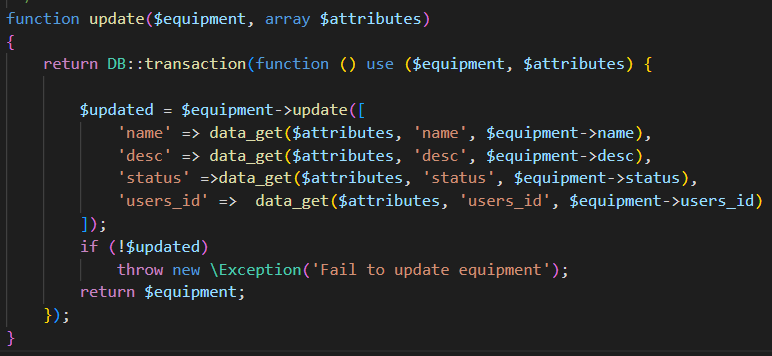 function update($equipment, array $attributes)
{
    return DB::transaction(function () use ($equipment, $attributes) {

        $updated = $equipment->update([
            'name' => data_get($attributes, 'name', $equipment->name),
            'desc' => data_get($attributes, 'desc', $equipment->desc),
            'status' =>data_get($attributes, 'status', $equipment->status),
            'users_id' =>  data_get($attributes, 'users_id', $equipment->users_id)
        ]);
        if (!$updated)
            throw new \Exception('Fail to update equipment');
        return $equipment;
    });
}